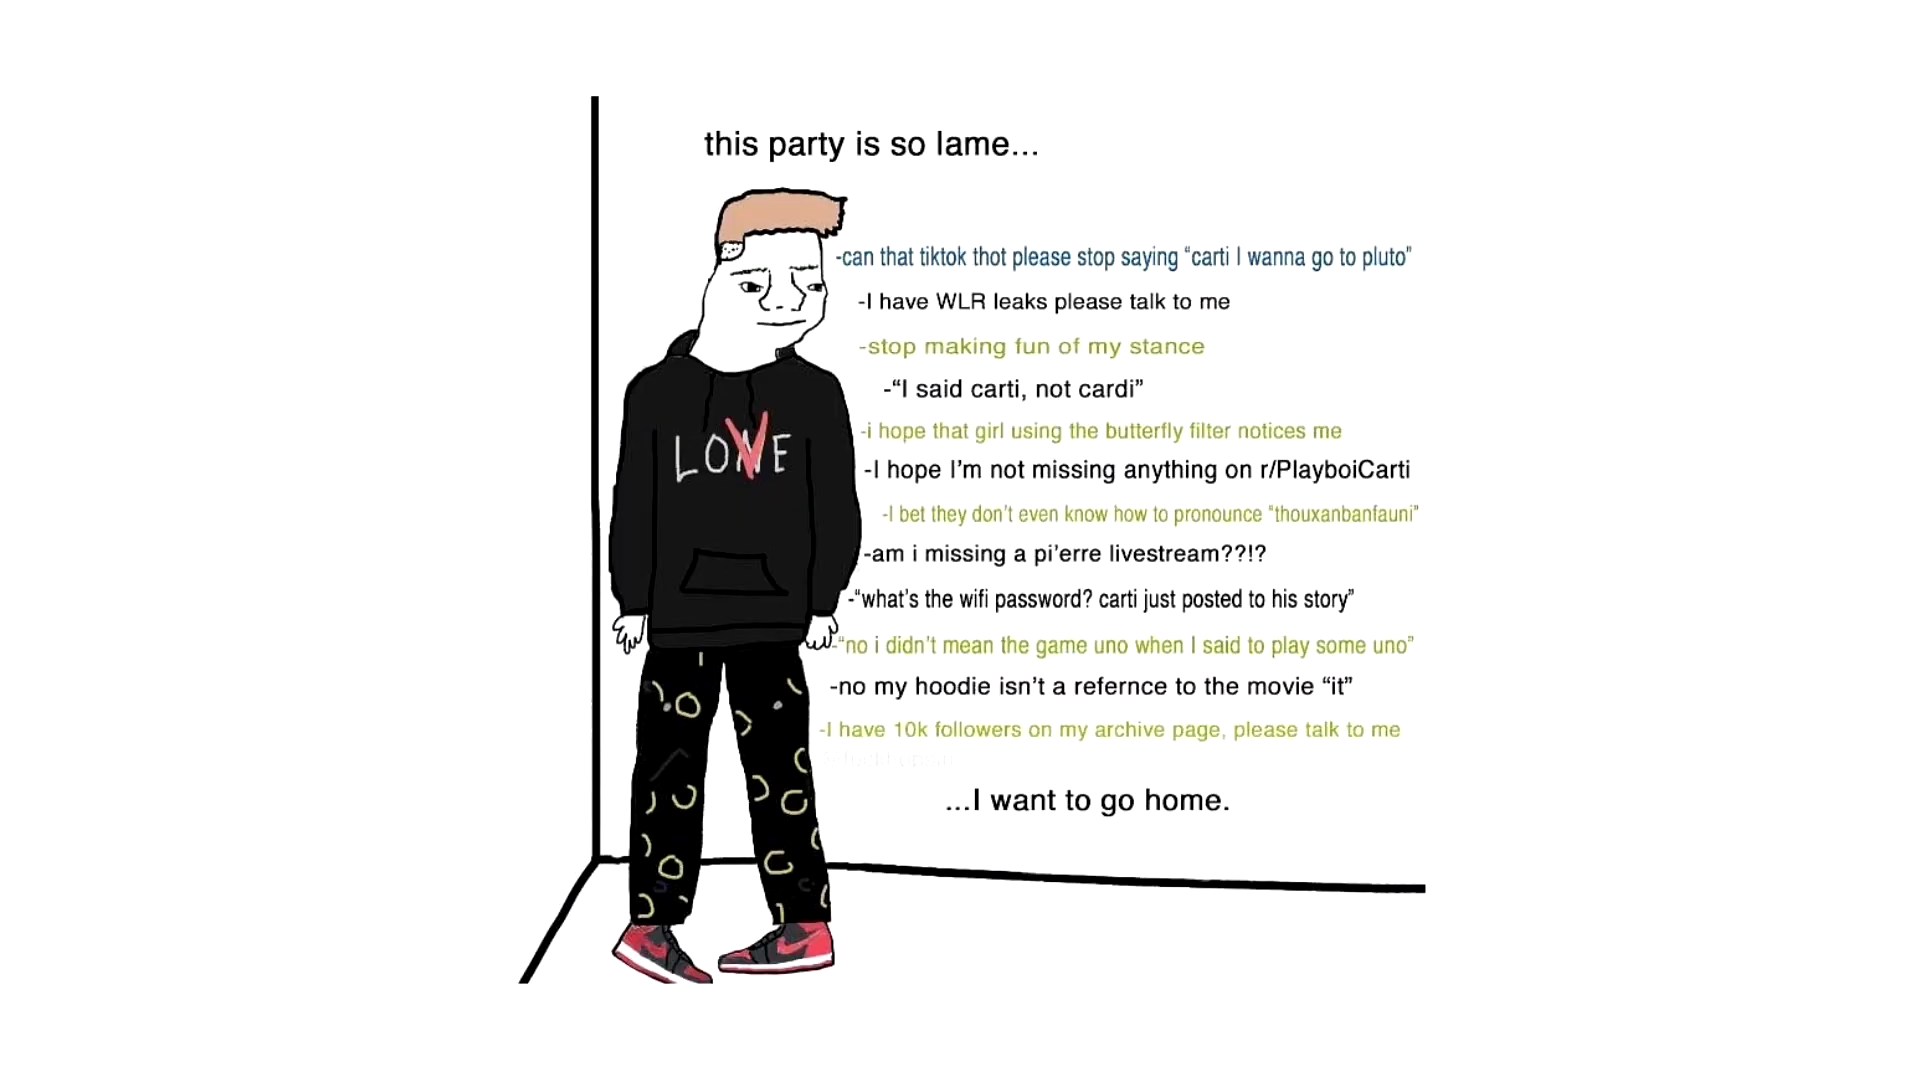 this party is so lame...
-can that tiktok thot please stop saying “carti I wanna go to pluto”
-I have WLR leaks please talk to me
-stop making fun of my stance
-“I said carti, not cardi”
LONE
V
-i hope that girl using the butterfly filter notices me
-I hope I’m not missing anything on r/PlayboiCarti
-I bet they don’t even know how to pronounce “thouxanbanfauni”
-am i missing a pi’erre livestream??!?
-“what’s the wifi password? carti just posted to his story”
-“no i didn’t mean the game uno when I said to play some uno”
-no my hoodie isn’t a refernce to the movie “it”
-I have 10k followers on my archive page, please talk to me
...I want to go home.